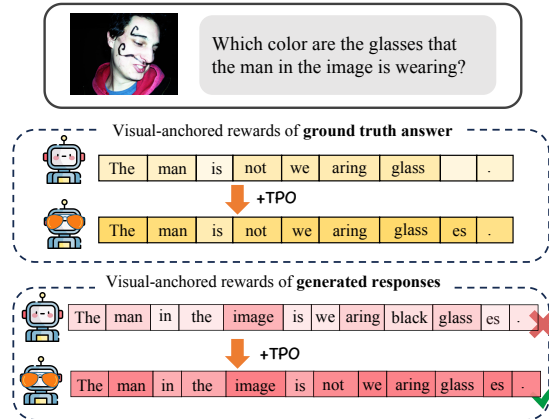 Which color are the glasses that
the man in the image is wearing?
Visual-anchored rewards of ground truth answer
The man is not we aring glass .
+TPO
The man is not we aring glass es .
Visual-anchored rewards of generated responses
The man in the image is we aring black glass es .
+TPO
The man in the image is not we aring glass es .